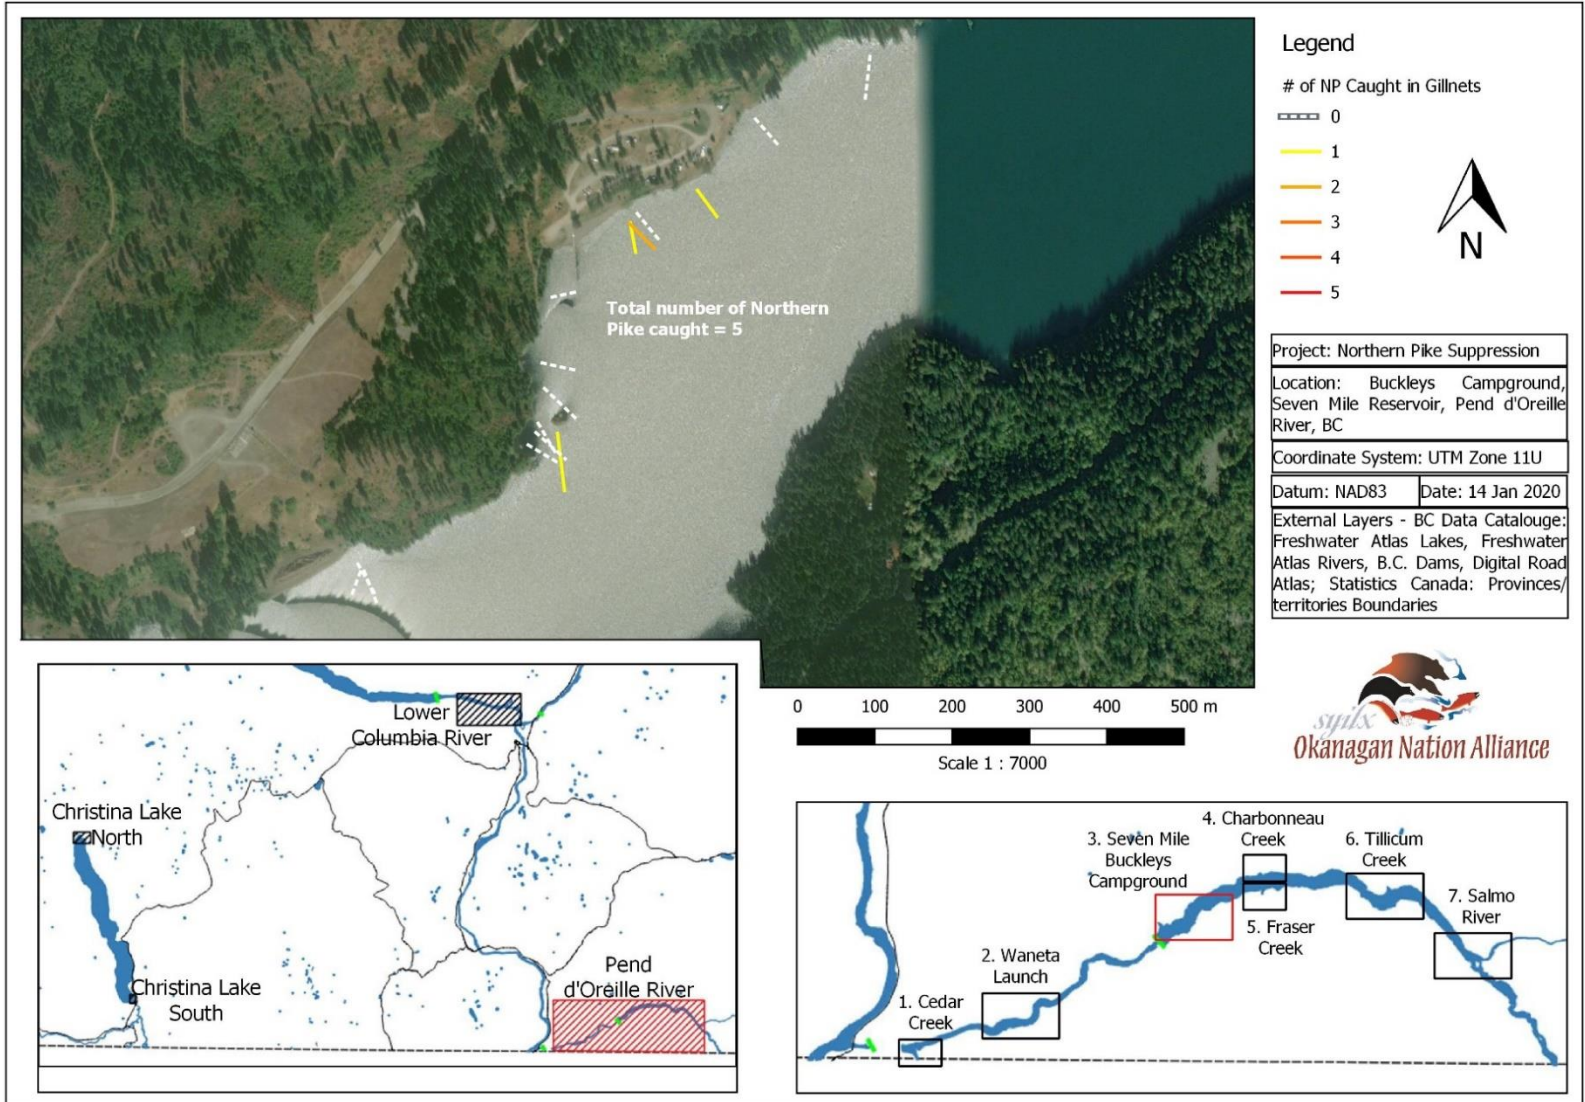 Total number of Northern
Pike caught = 5
Legend
# of NP Caught in Gillnets
0
1
2
3
4
5
N
Project: Northern Pike Suppression
Location: Buckleys Campground,
Seven Mile Reservoir, Pend d'Oreille
River, BC
Coordinate System: UTM Zone 11U
Datum: NAD83
Date: 14 Jan 2020
External Layers - BC Data Catalouge:
Freshwater Atlas Lakes, Freshwater
Atlas Rivers, B.C. Dams, Digital Road
Atlas; Statistics Canada: Provinces/
territories Boundaries
syilx
Okanagan Nation Alliance
0 100 200 300 400 500 m
Scale 1 : 7000
Lower
Columbia River
Christina Lake
North
Christina Lake
South
Pend
d'Oreille River
1. Cedar
Creek
2. Waneta
Launch
3. Seven Mile
Buckleys
Campground
4. Charbonneau
Creek
5. Fraser
Creek
6. Tillicum
Creek
7. Salmo
River